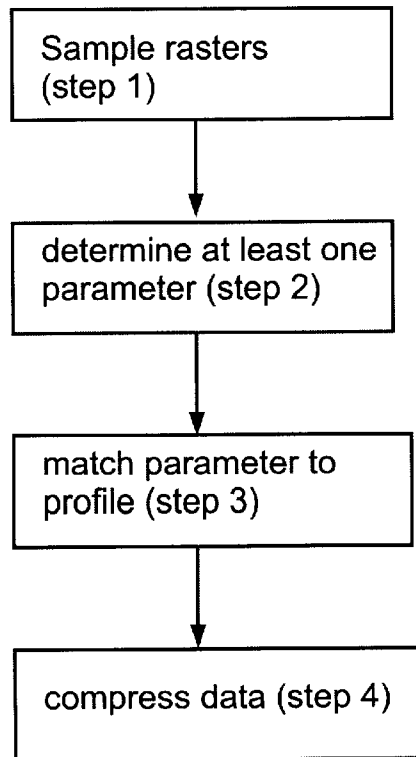 Sample rasters
(step 1)
determine at least one
parameter (step 2)
match parameter to
profile (step 3)
compress data (step 4)